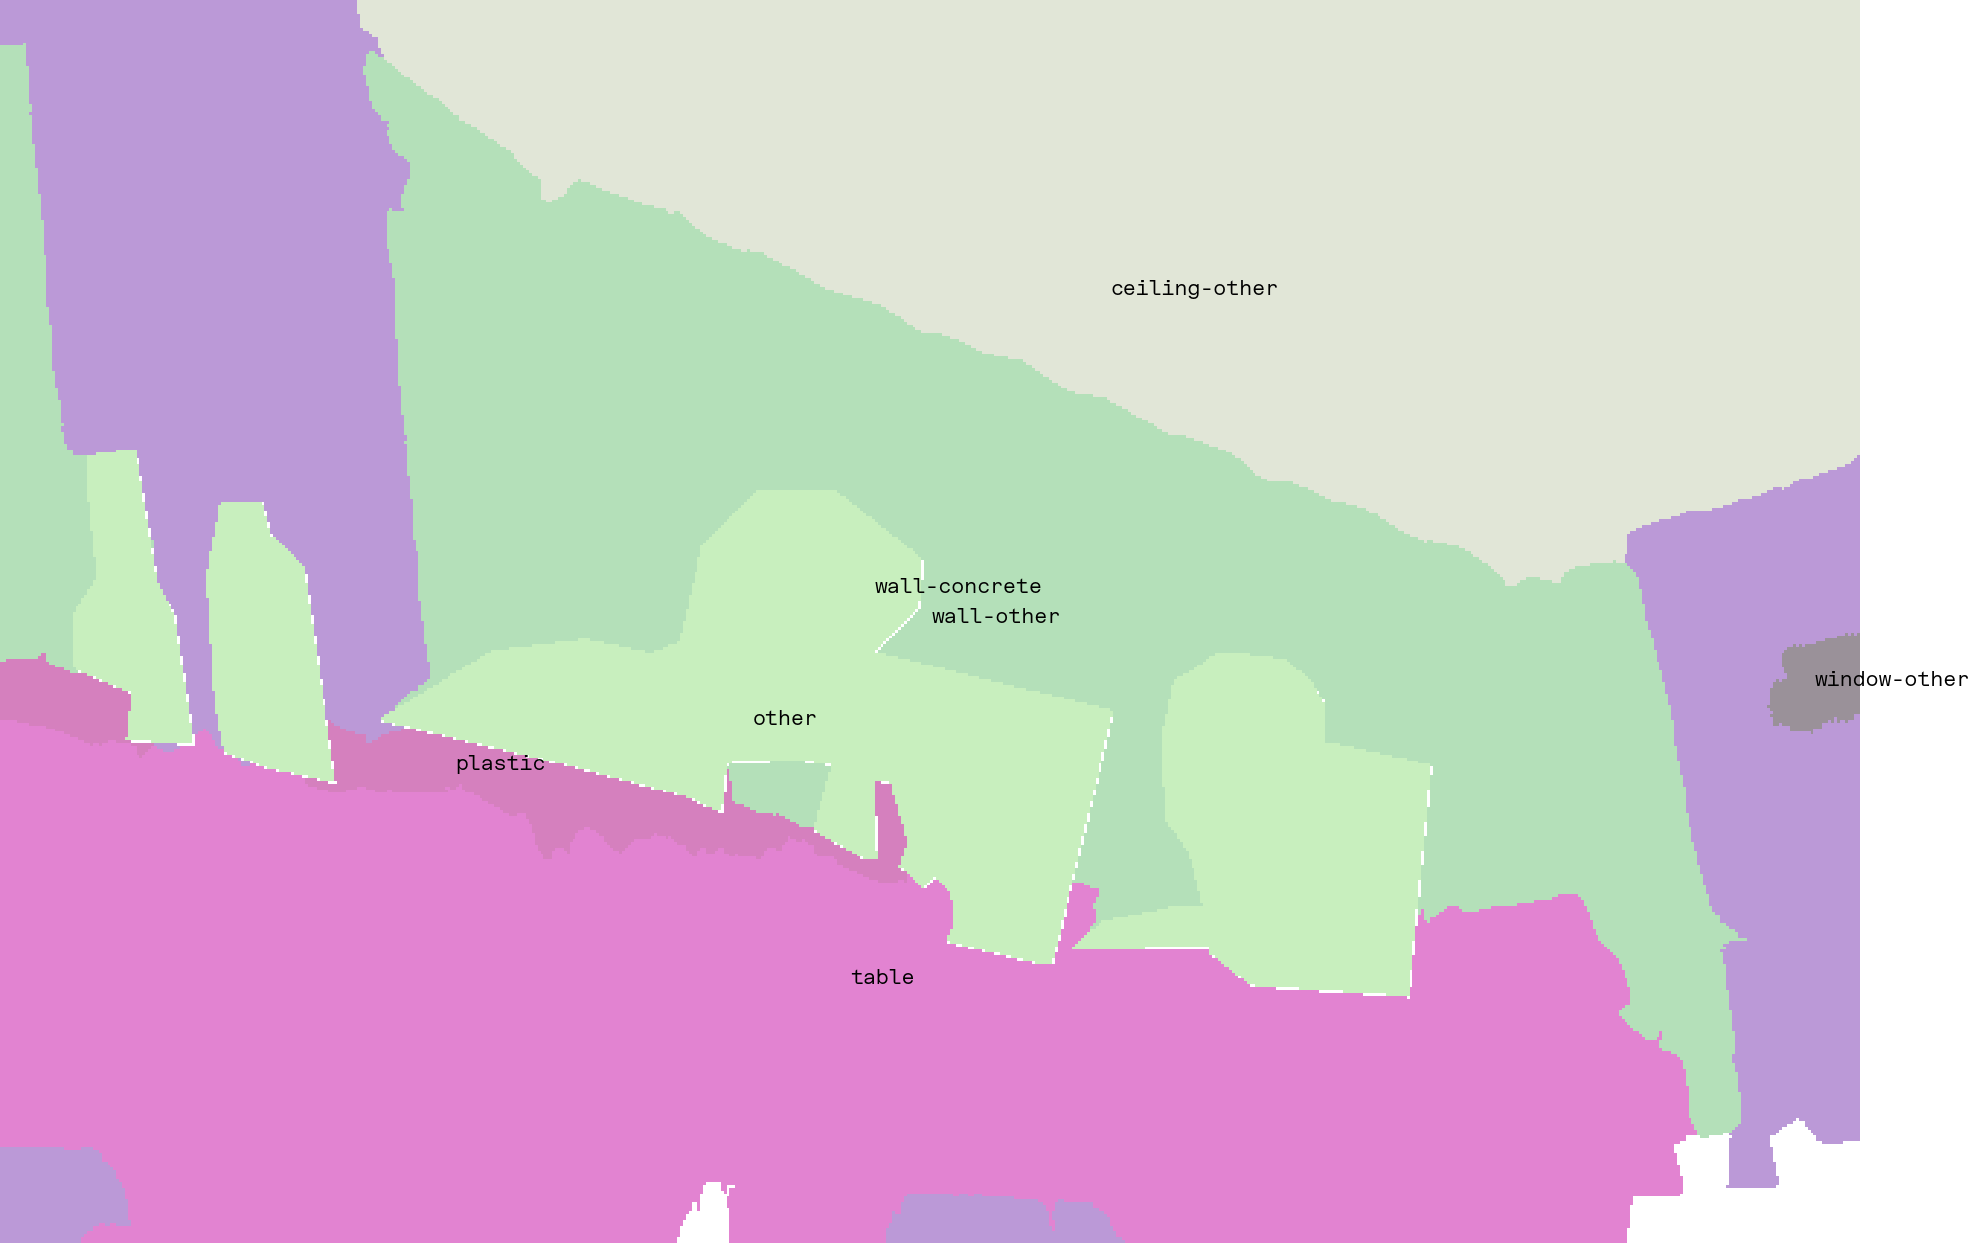 ceiling-other
wall-concrete
wall-other
window-other
other
plastic
table